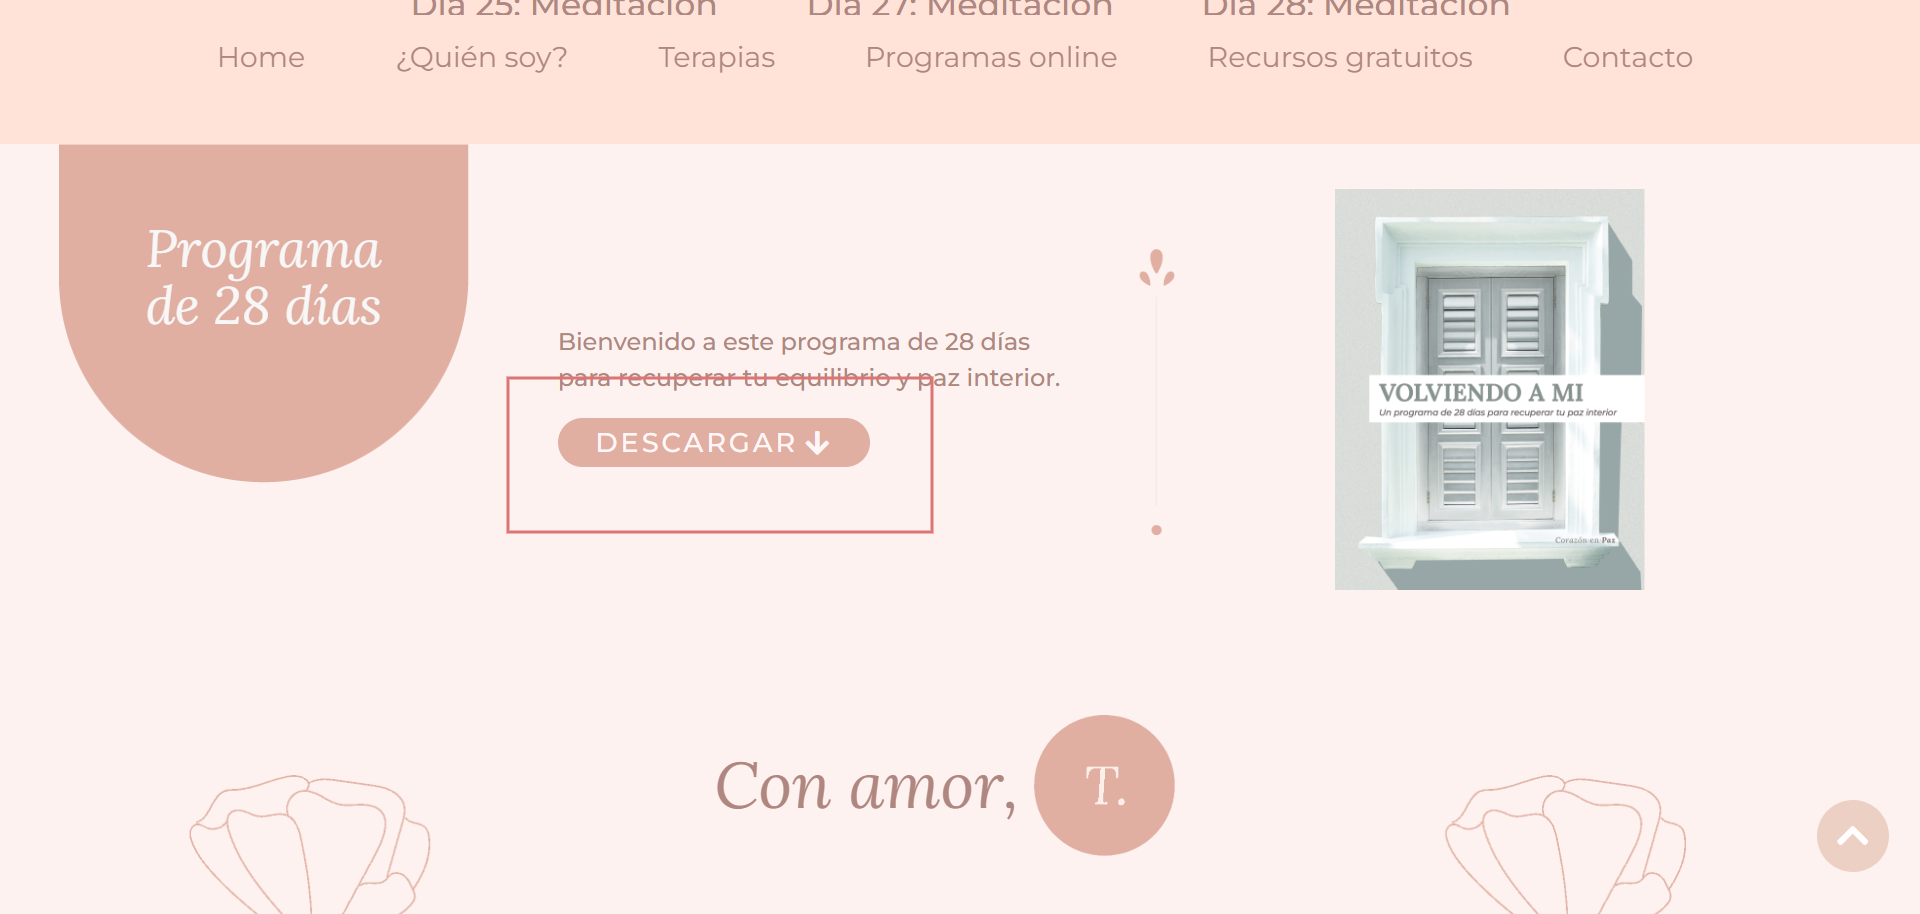 Día 25: Meditación
Día 27: Meditación
Día 28: Meditación
Home
¿Quién soy?
Terapias
Programas online
Recursos gratuitos
Contacto
Programa
de 28 días
Bienvenido a este programa de 28 días
para recuperar tu equilibrio y paz interior.
DESCARGAR
VOLVIENDO A MI
Un programa de 28 días para recuperar tu paz interior
Corazón en Paz
Con amor,
T.